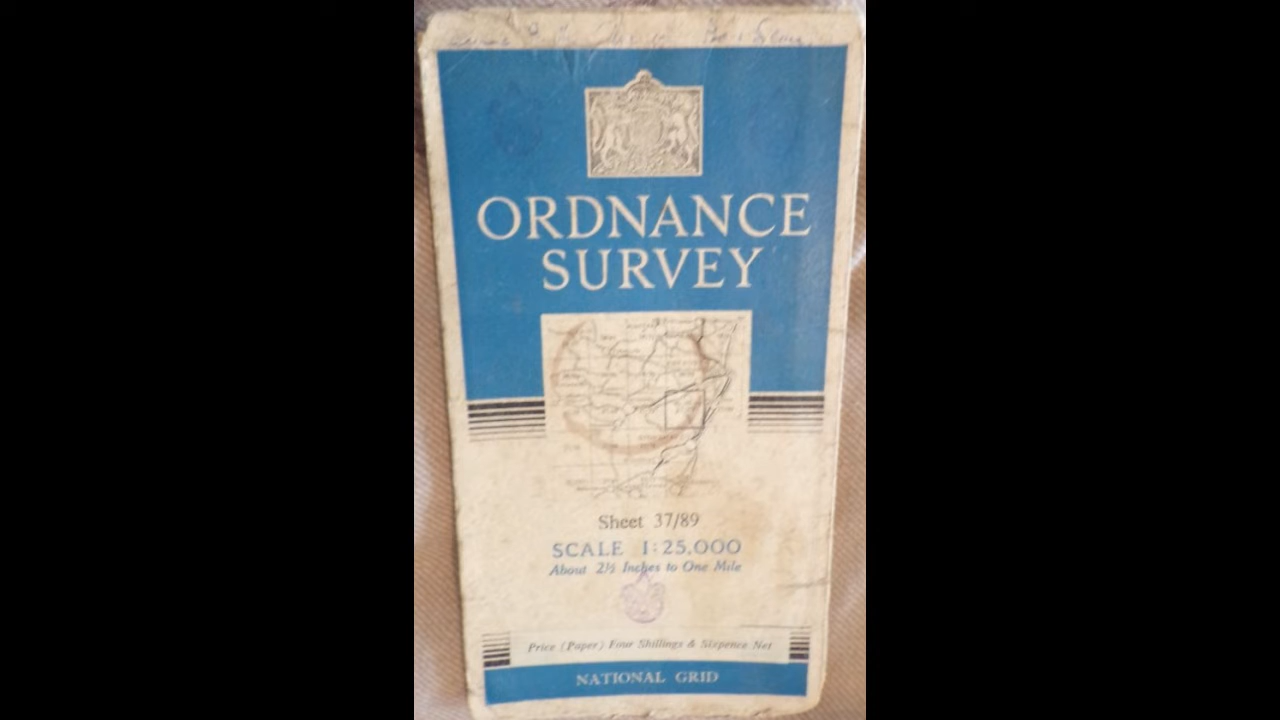 ORDNANCE
SURVEY
Sheet 37/89
SCALE 1:25,000
About 2½ Inches to One Mile
Price (Paper) Four Shillings & Sixpence Net
NATIONAL GRID